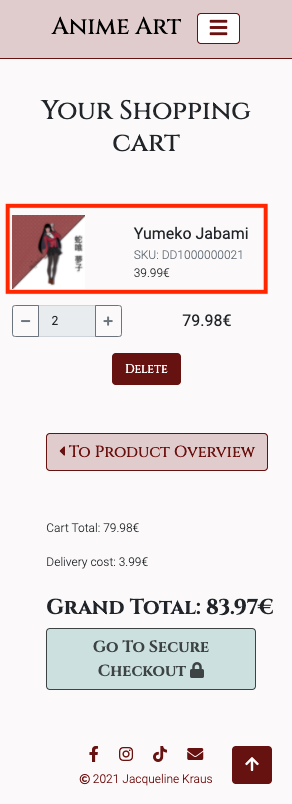 Anime Art
Your Shopping
cart
蛇喰 夢子
Yumeko Jabami
SKU: DD1000000021
39.99€
2
79.98€
Delete
To Product Overview
Cart Total: 79.98€
Delivery cost: 3.99€
Grand Total: 83.97€
Go To Secure
Checkout
© 2021 Jacqueline Kraus